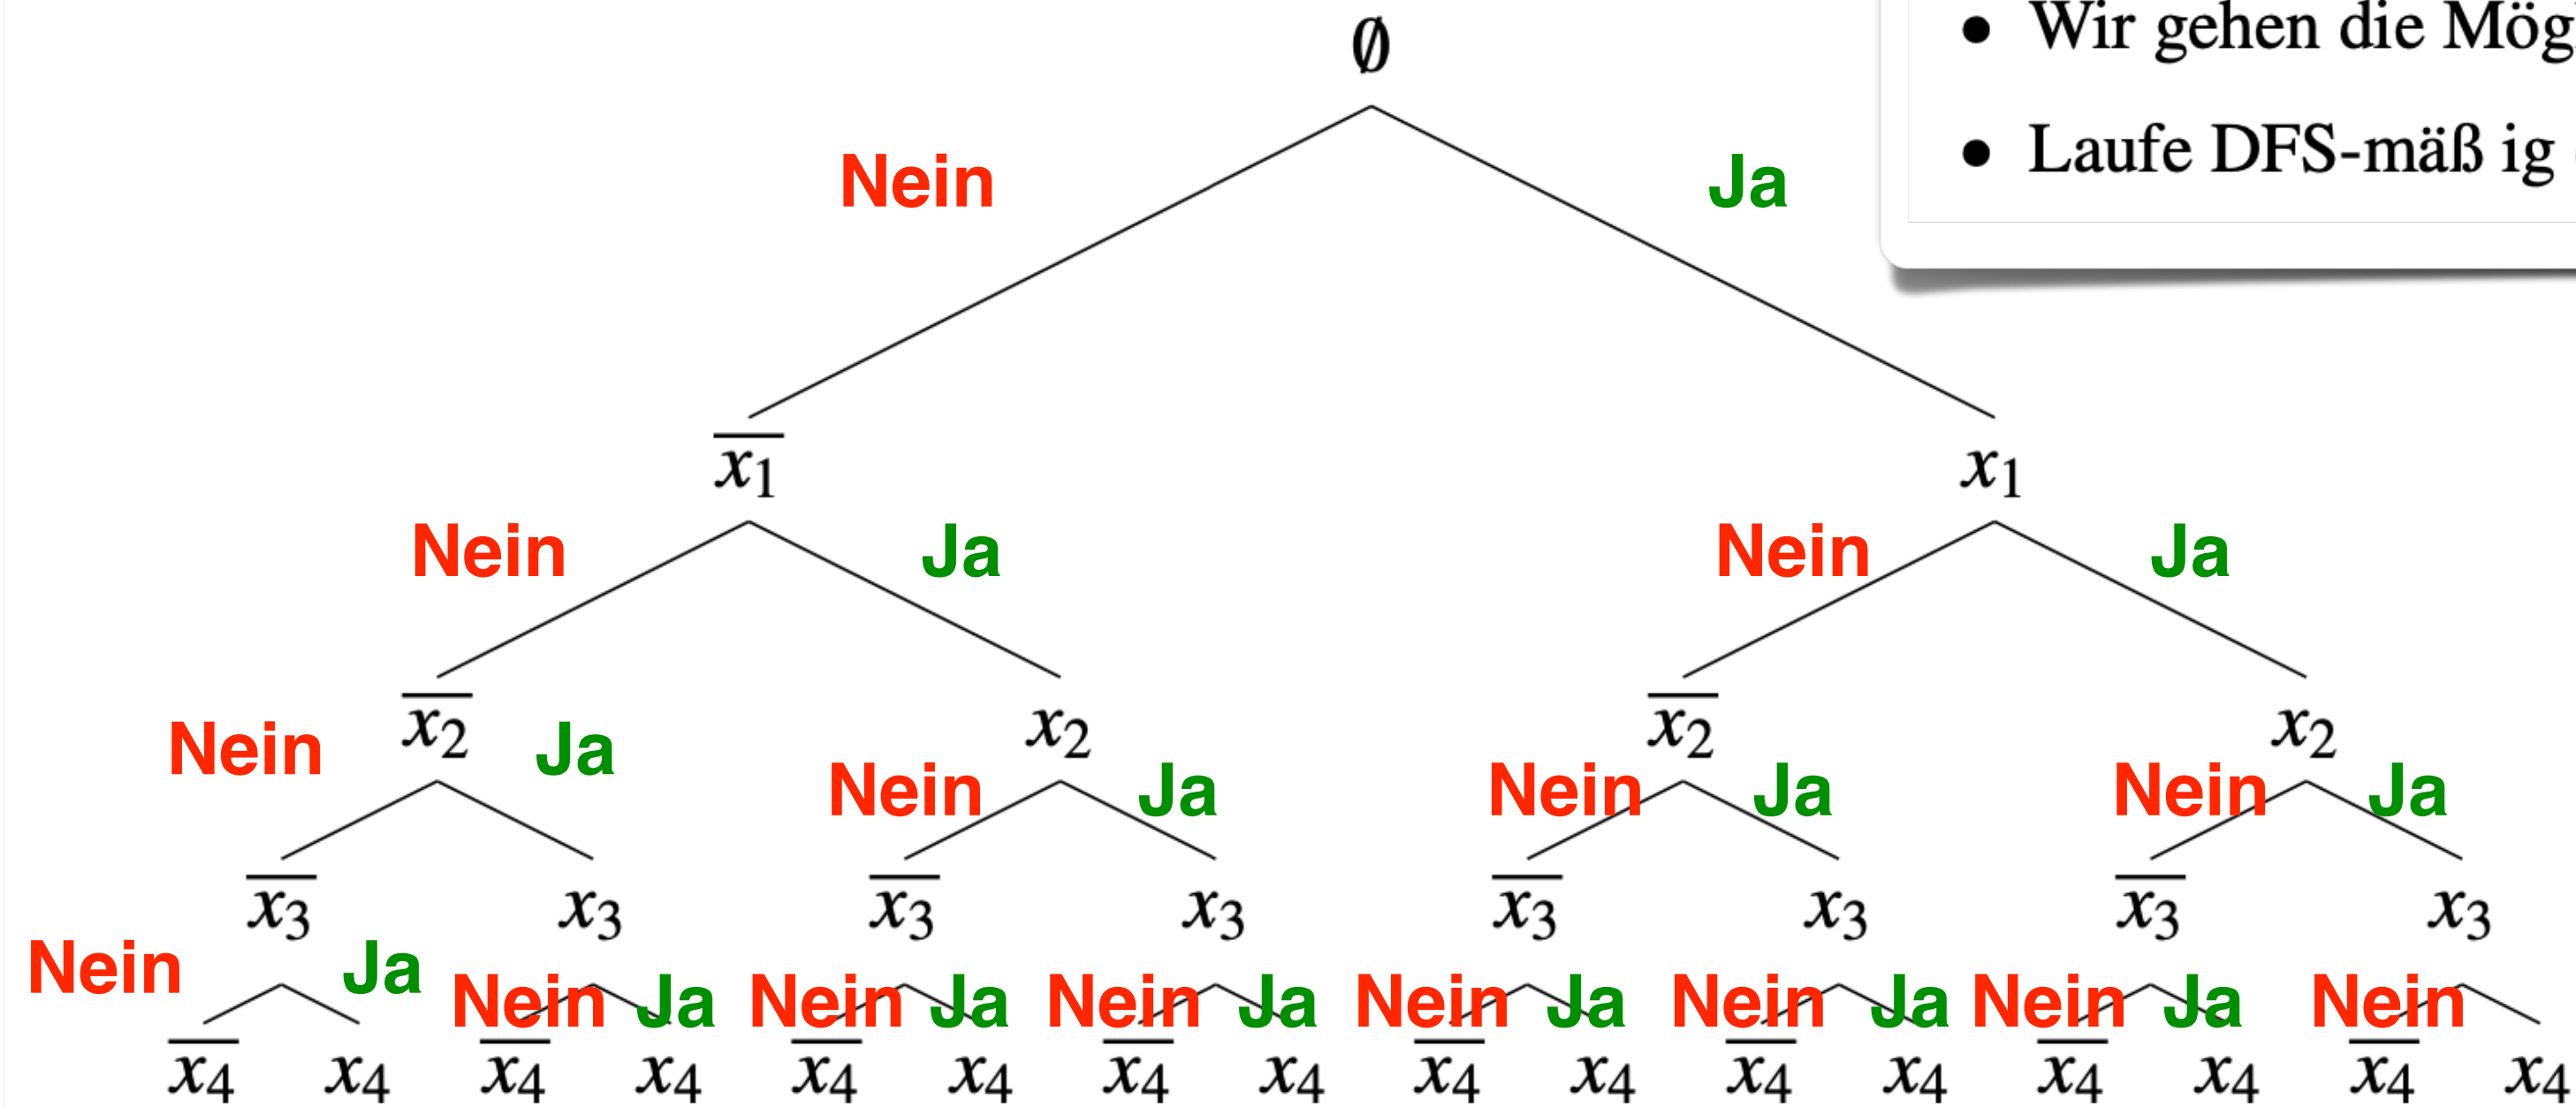 ∅
• Wir gehen die
• Laufe DFS-mäß ig
Nein Ja
x̅₁ x₁
Nein Ja Nein Ja
x̅₂ x₂ x̅₂ x₂
Nein Ja Nein Ja Nein Ja Nein Ja
x̅₃ x₃ x̅₃ x₃ x̅₃ x₃ x̅₃ x₃
Nein Ja Nein Ja Nein Ja Nein Ja Nein Ja Nein Ja Nein Ja Nein
x̅₄ x₄ x̅₄ x₄ x̅₄ x₄ x̅₄ x₄ x̅₄ x₄ x̅₄ x₄ x̅₄ x₄ x̅₄ x₄